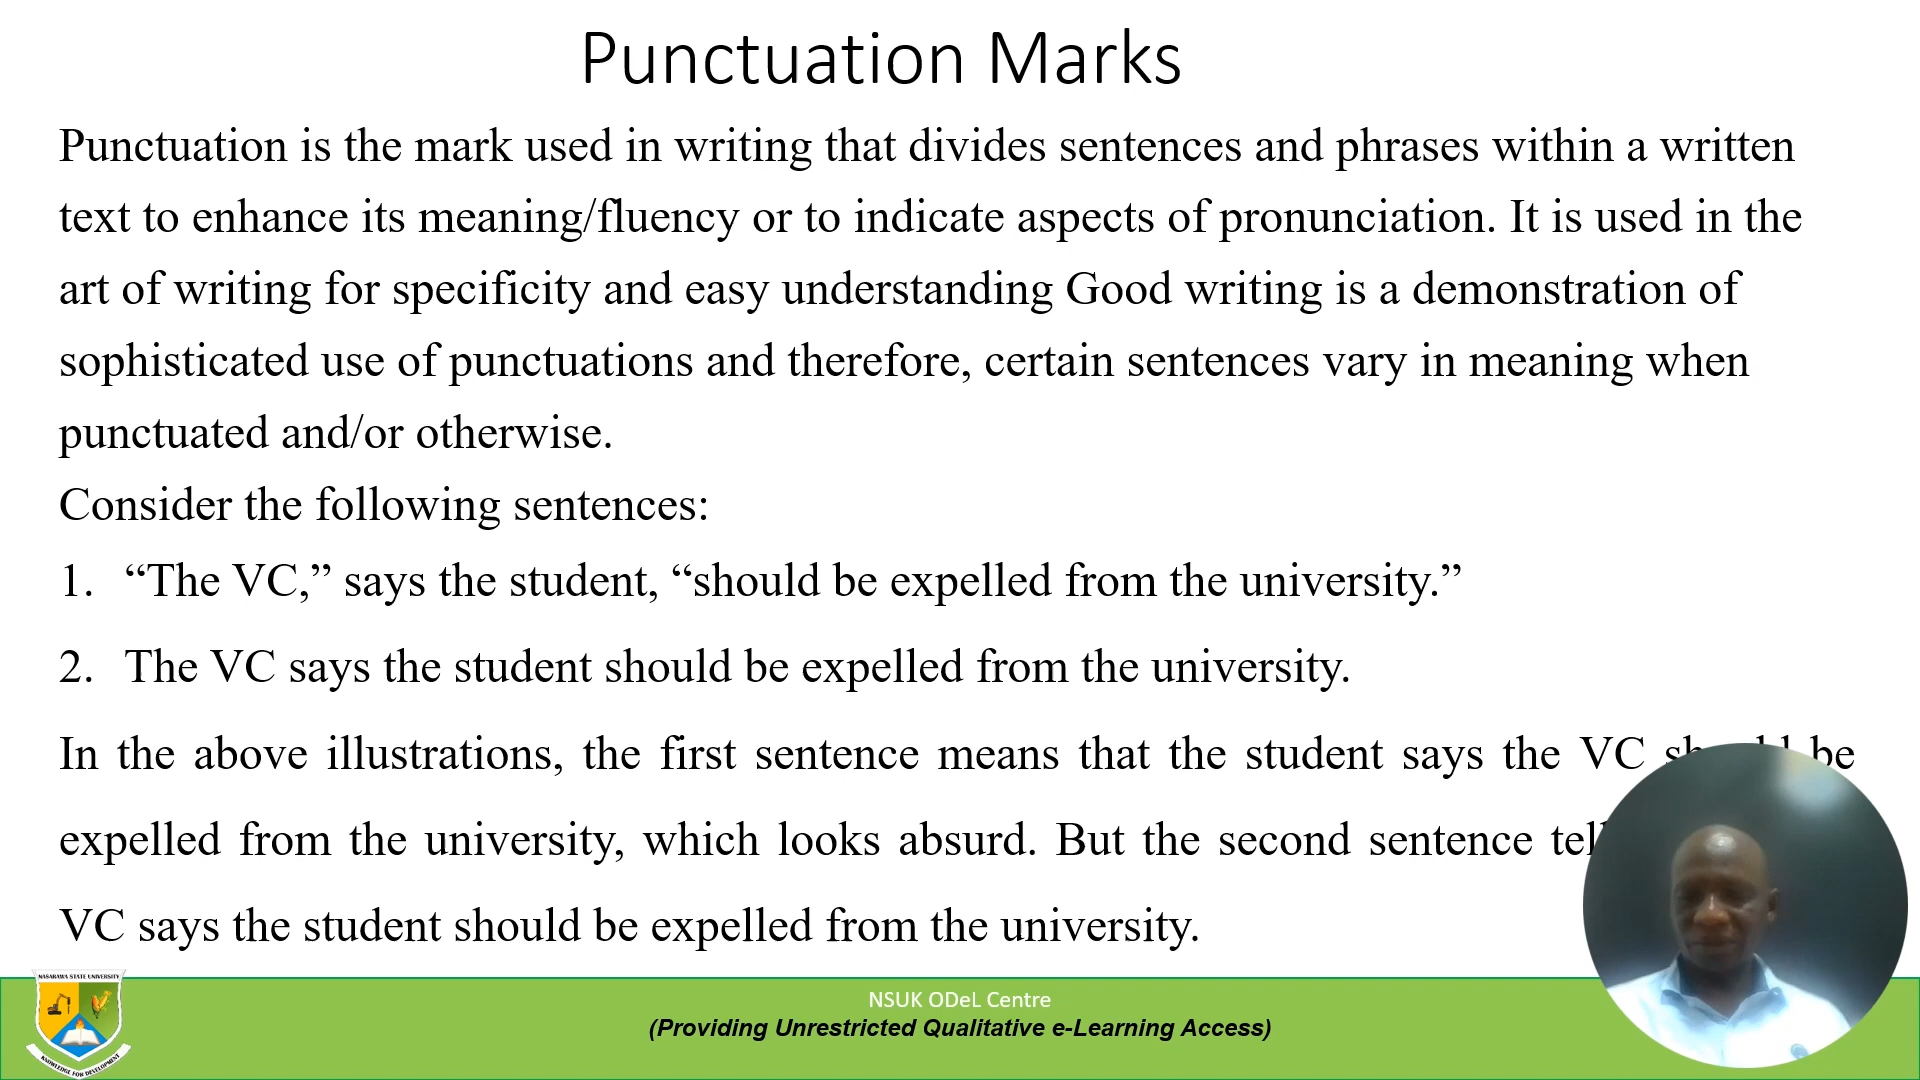 Punctuation Marks
Punctuation is the mark used in writing that divides sentences and phrases within a written
text to enhance its meaning/fluency or to indicate aspects of pronunciation. It is used in the
art of writing for specificity and easy understanding Good writing is a demonstration of
sophisticated use of punctuations and therefore, certain sentences vary in meaning when
punctuated and/or otherwise.
Consider the following sentences:
1. “The VC,” says the student, “should be expelled from the university.”
2. The VC says the student should be expelled from the university.
In the above illustrations, the first sentence means that the student says the VC should be
expelled from the university, which looks absurd. But the second sentence
VC says the student should be expelled from the university.
NASARAWA STATE UNIVERSITY
KNOWLEDGE FOR DEVELOPMENT
NSUK ODeL Centre
(Providing Unrestricted Qualitative e-Learning Access)